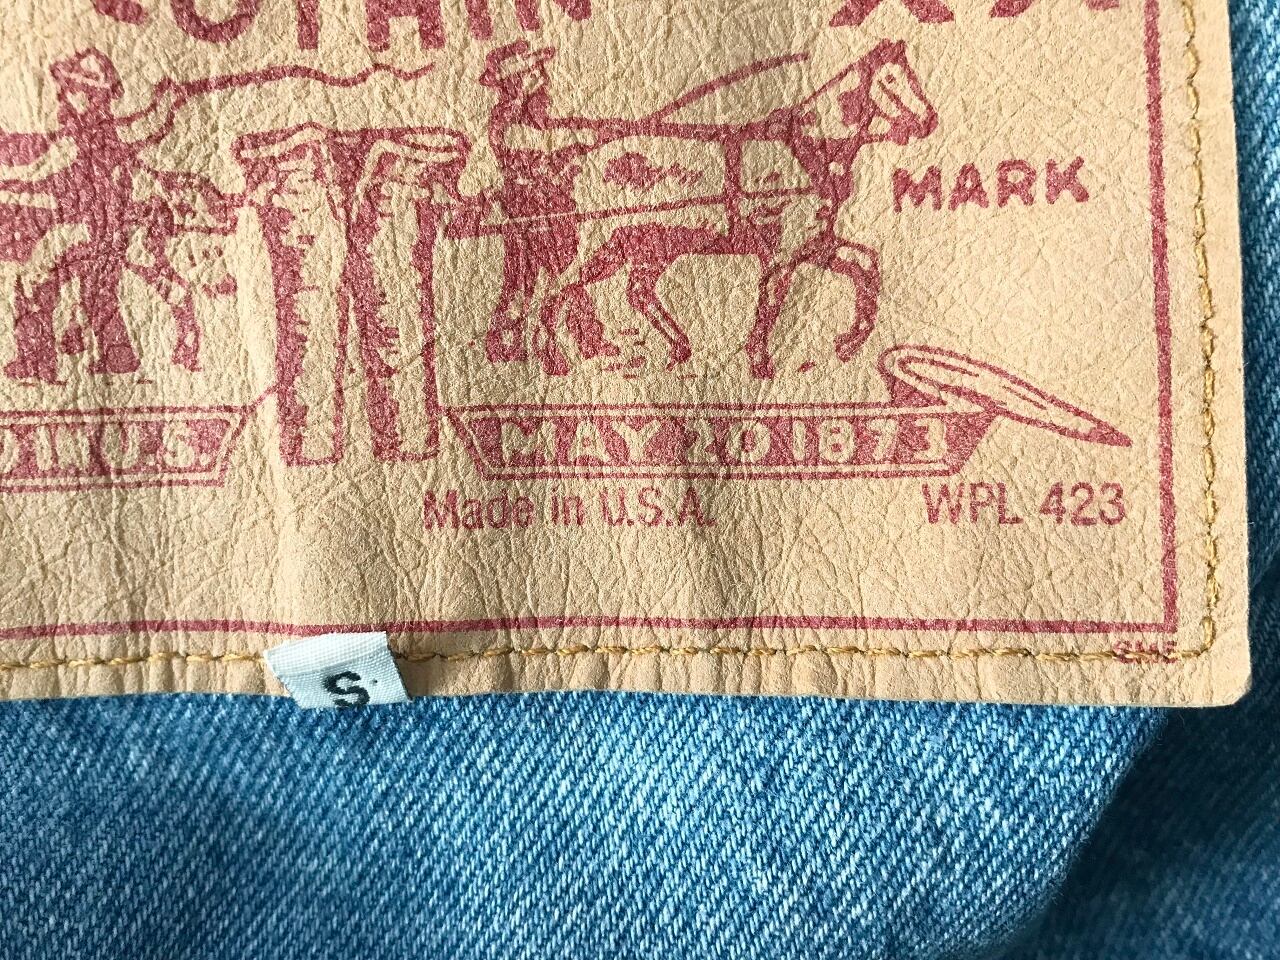 MARK
U.S. MAY 20 1873
Made in U.S.A. WPL 423
S